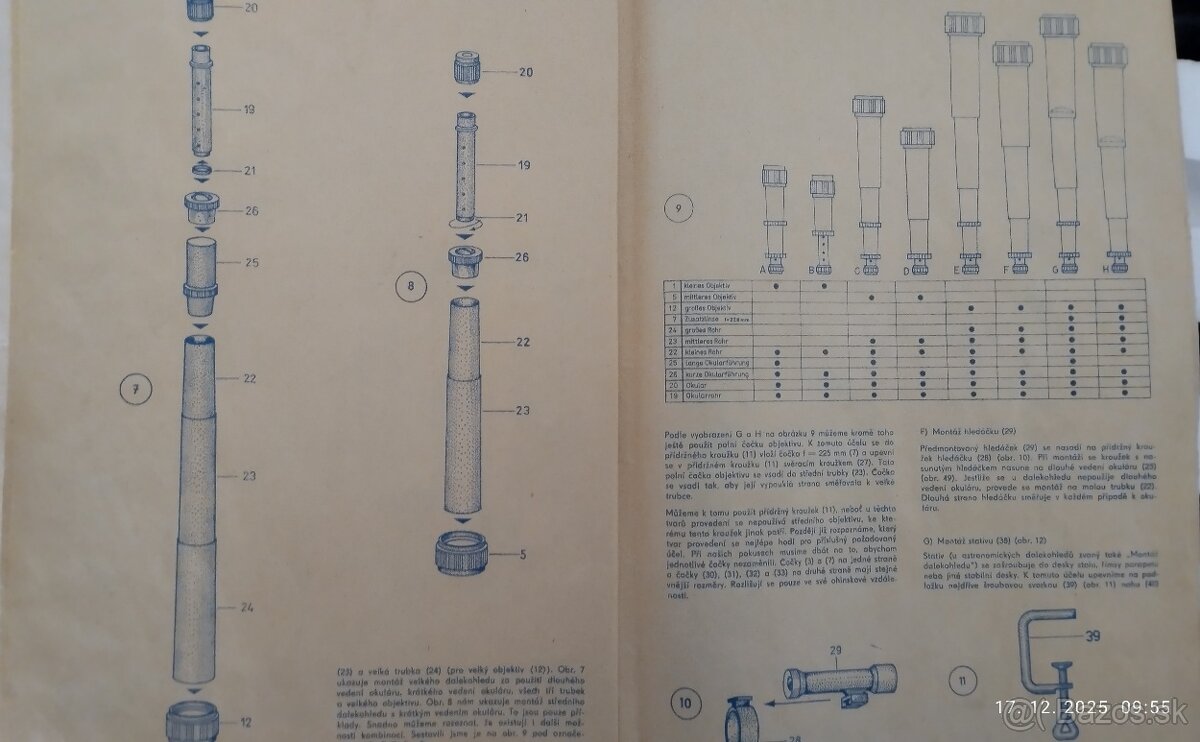 20
19
21
26
25
22
7
23
24
12
20
19
21
26
8
22
23
5
(23) a velká trubka (24) (pro velký objektiv (12)). Obr. 7
ukazuje montáž velkého dalekohledu za použití dlouhého
vedení okuláru, krátkého vedení okuláru, všech tří trubek
a velkého objektivu. Obr. 8 nám ukazuje montáž středního
dalekohledu s krátkým vedením okuláru. To jsou pouze pří-
klady. Snadno můžeme rozeznat, že existují i další mož-
nosti kombinací. Sestavili jsme je na obr. 9 pod označe-
9
A B C D E F G H
1 kleines Objektiv
5 mittleres Objektiv
12 großes Objektiv
7 Zusatzlinse
24 großes Rohr
23 mittleres Rohr
22 kleines Rohr
25 lange Okularführung
26 kurze Okularführung
20 Okular
19 Okularrohr
Podle vyobrazení G a H na obrázku 9 můžeme kromě toho
ještě použít polní čočku objektivu. K tomuto účelu se do
přídržného kroužku (11) vloží čočka f = 225 mm (7) a upevní
se v přídržném kroužku (11) svěracím kroužkem (27). Tato
polní čočka objektivu se vsadí do střední trubky (23). Čočka
se vsadí tak, aby její vypouklá strana směřovala k velké
trubce.
Můžeme k tomu použít přídržný kroužek (11), neboť u těchto
tvarů provedení se nepoužívá středního objektivu, ke kte-
rému tento kroužek jinak patří. Později již rozpoznáme, který
tvar provedení se nejlépe hodí pro příslušný požadovaný
účel. Při našich pokusech musíme dbát na to, abychom
jednotlivé čočky nezaměnili. Čočky (3) a (7) na jedné straně
a čočky (30), (31), (32) a (33) na druhé straně mají stejné
vnější rozměry. Rozlišují se pouze ve své ohniskové vzdále-
nosti.
F) Montáž hledáčku (29)
Předmontovaný hledáček (29) se nasadí na přídržný krou-
žek hledáčku (28) (obr. 10). Při montáži se kroužek s na-
sunutým hledáčkem nasune na dlouhé vedení okuláru (25)
(obr. 49). Jestliže se u dalekohledu nepoužije dlouhého
vedení okuláru, provede se montáž na malou trubku (22).
Dlouhá strana hledáčku směřuje v každém případě k oku-
láru.
G) Montáž stativu (38) (obr. 12)
Stativ (u astronomických dalekohledů zvaný také „Montáž
dalekohledu") se zašroubuje do desky stolu, římsy parapetu
nebo jiné stabilní desky. K tomuto účelu upevníme na pod-
ložku nejdříve šroubovou svorku (39) (obr. 11) nebo (40)
10
29
28
11
39
17. 12. 2025 09:55
@Bazos.sk